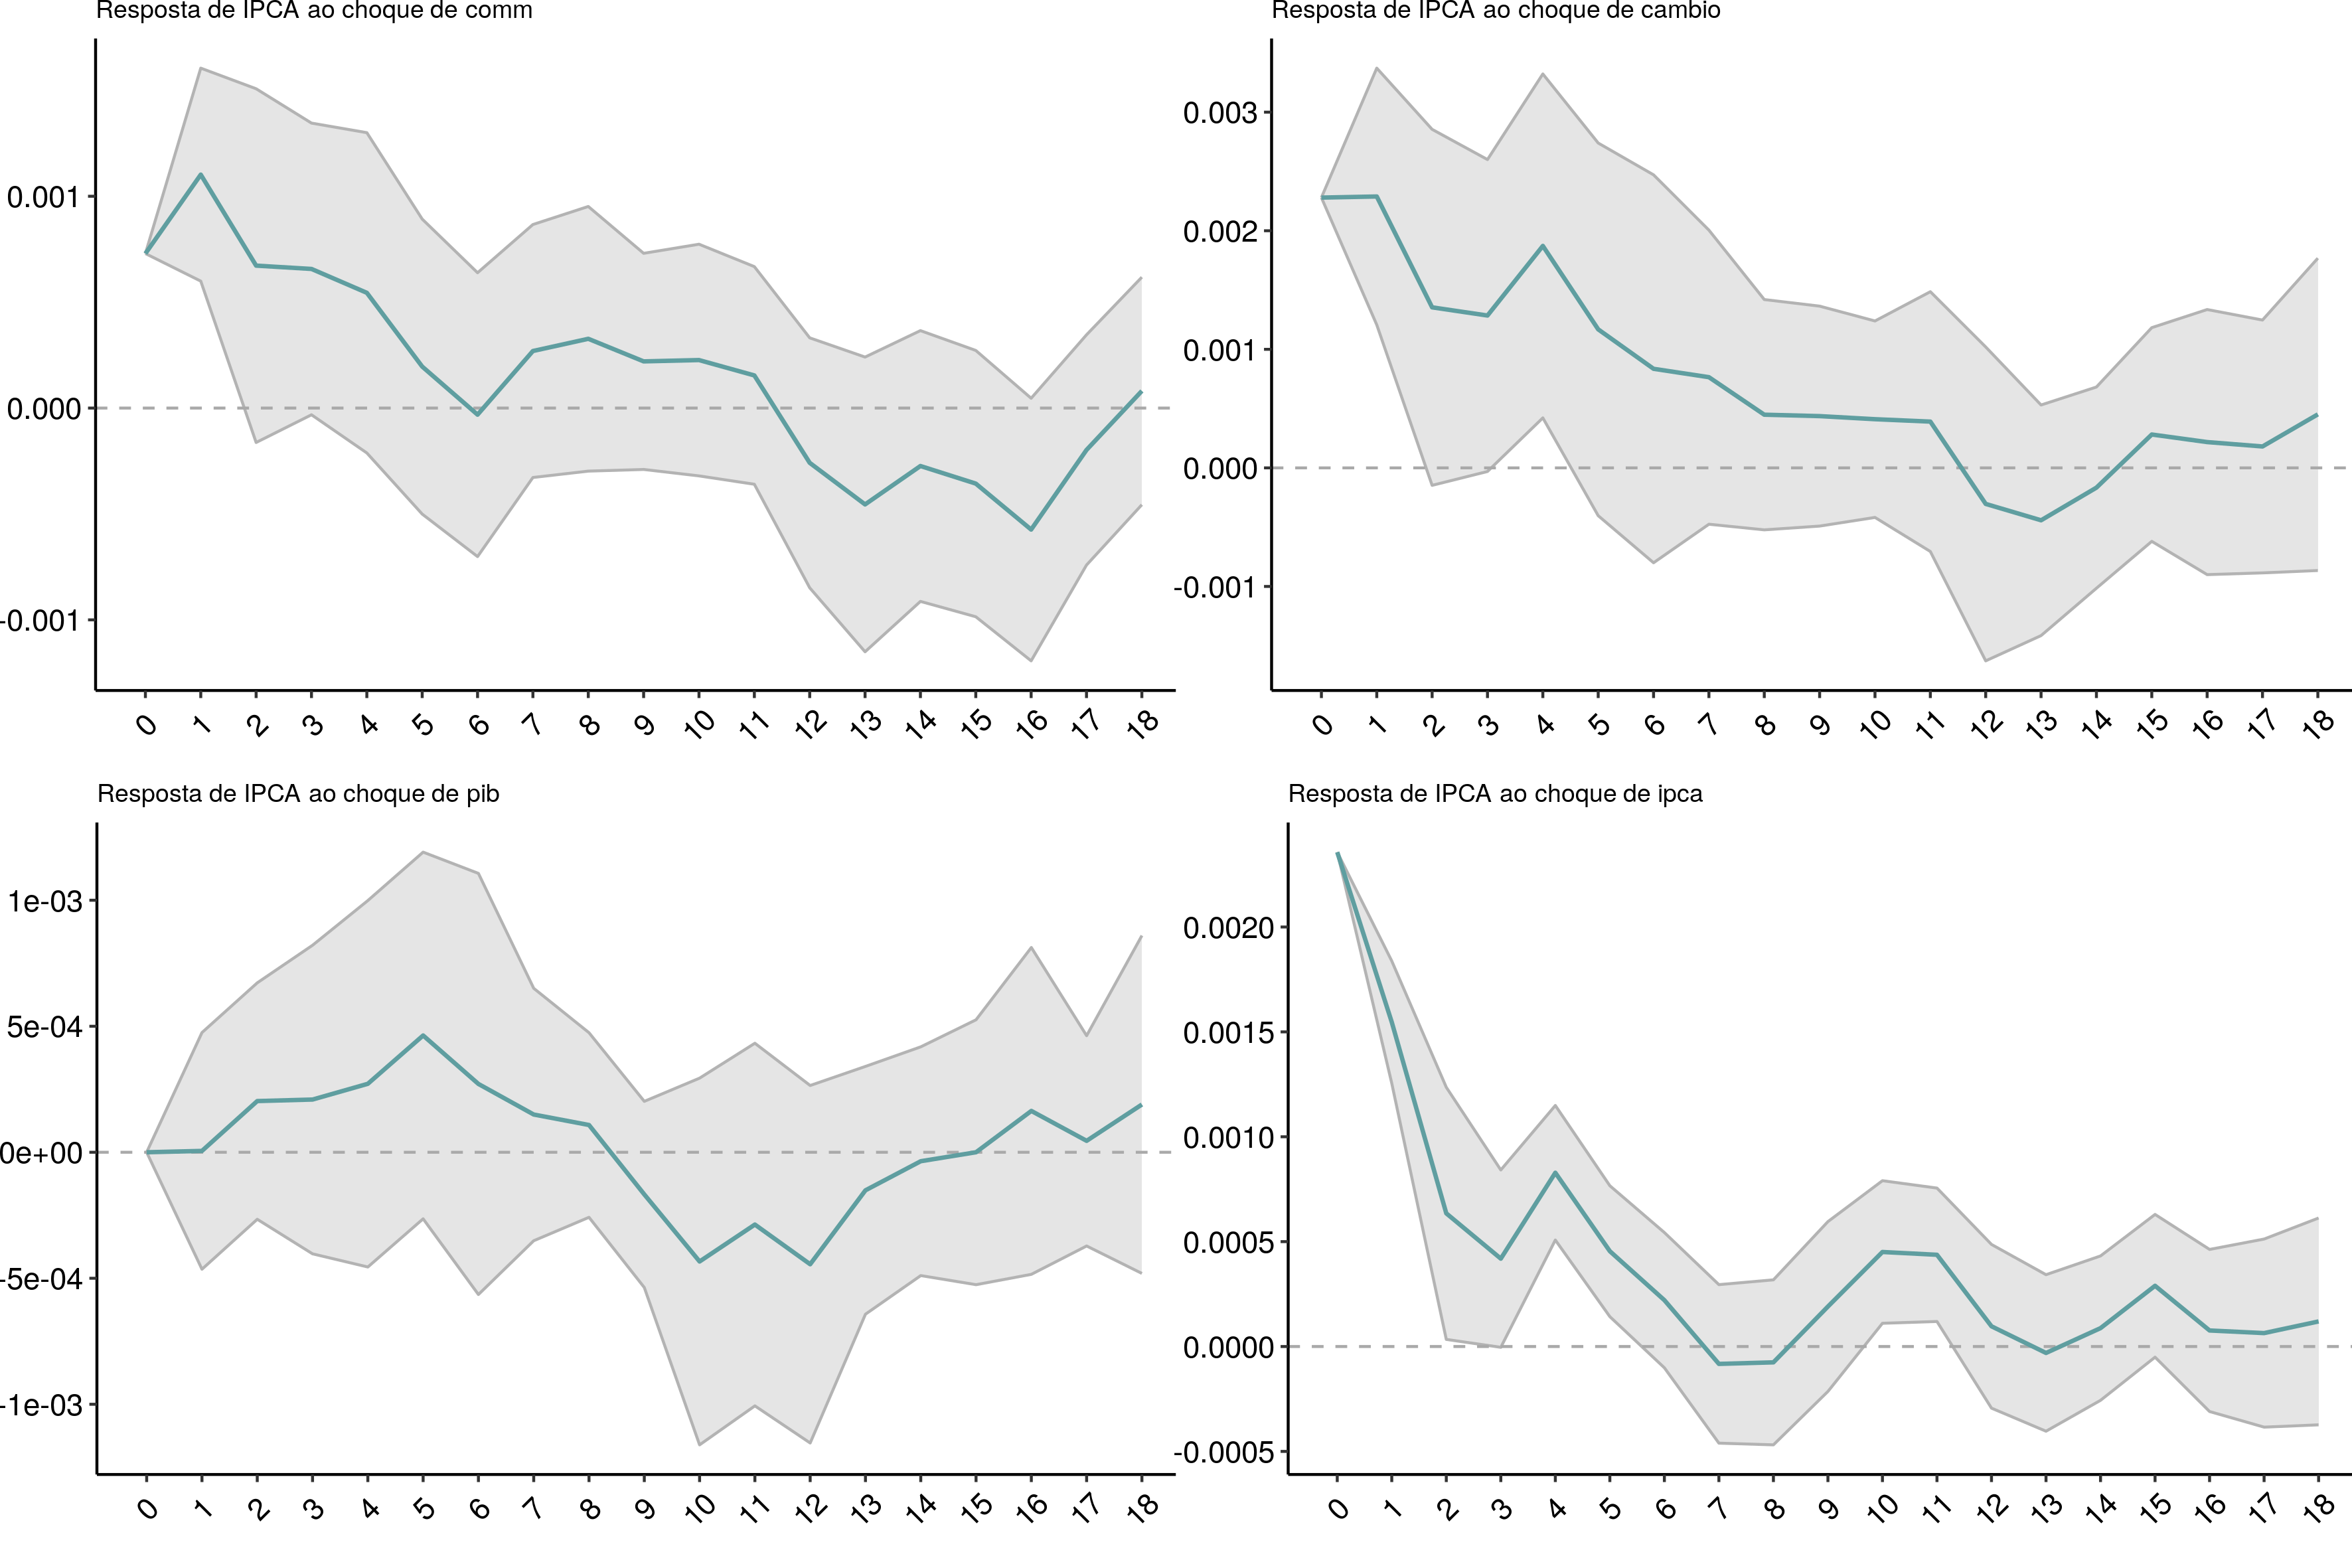 Resposta de IPCA ao choque de comm
0.001
0.000
-0.001
0 1 2 3 4 5 6 7 8 9 10 11 12 13 14 15 16 17 18
Resposta de IPCA ao choque de cambio
0.003
0.002
0.001
0.000
-0.001
0 1 2 3 4 5 6 7 8 9 10 11 12 13 14 15 16 17 18
Resposta de IPCA ao choque de pib
1e-03
5e-04
0e+00
-5e-04
-1e-03
0 1 2 3 4 5 6 7 8 9 10 11 12 13 14 15 16 17 18
Resposta de IPCA ao choque de ipca
0.0020
0.0015
0.0010
0.0005
0.0000
-0.0005
0 1 2 3 4 5 6 7 8 9 10 11 12 13 14 15 16 17 18